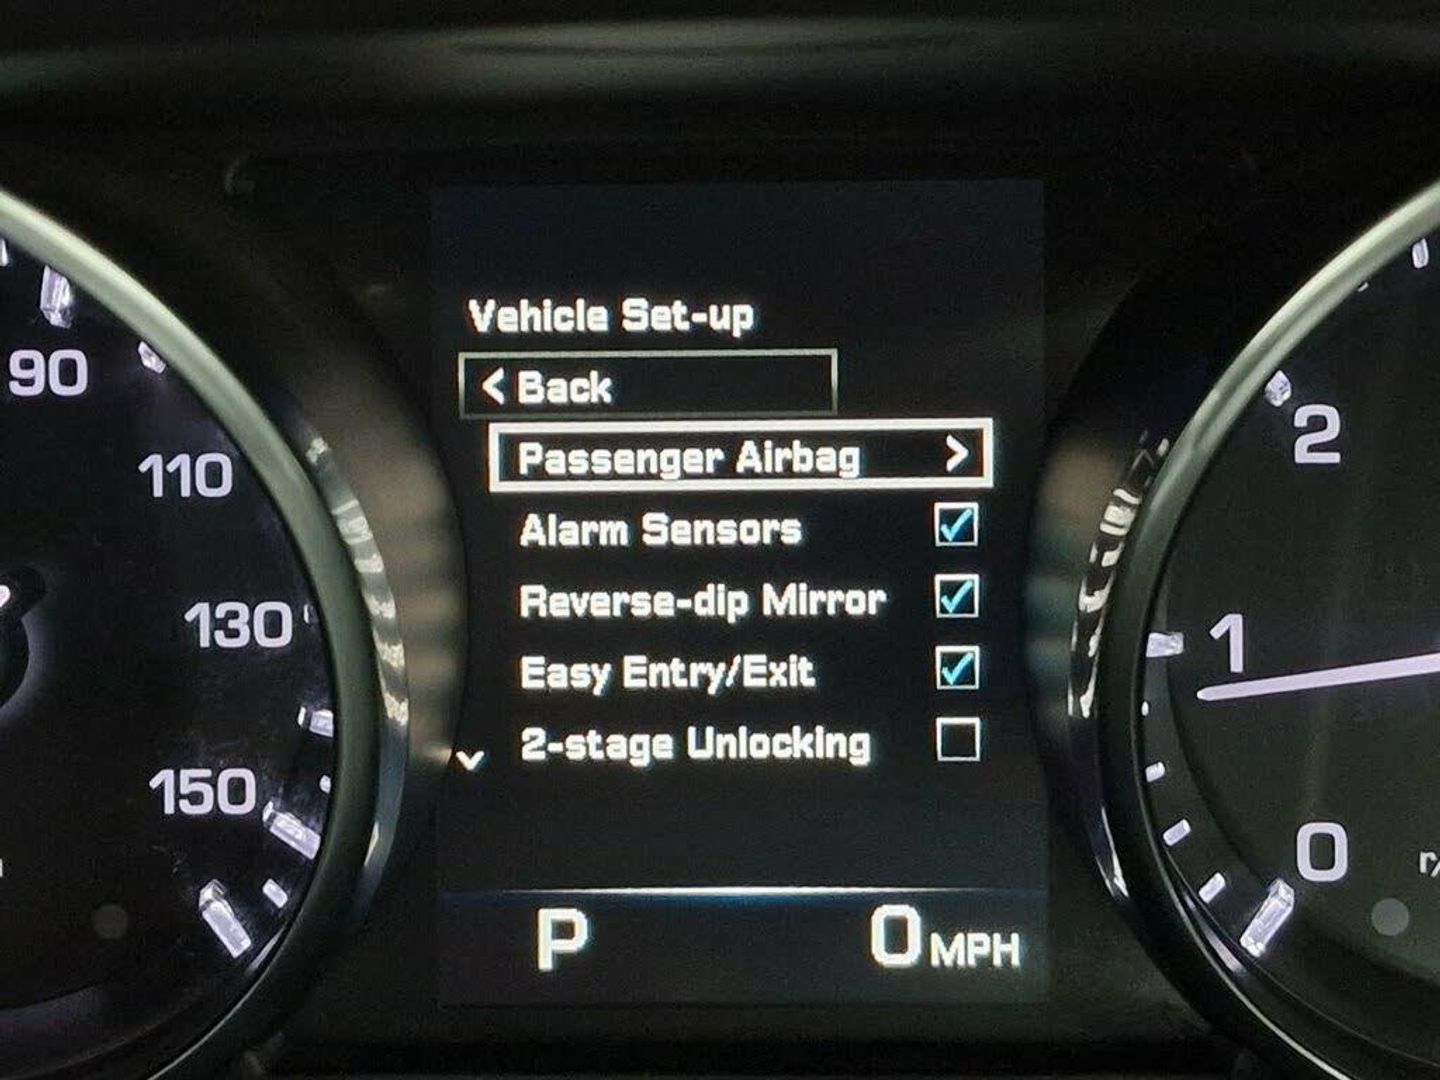 Vehicle Set-up
< Back
Passenger Airbag >
Alarm Sensors
Reverse-dip Mirror
Easy Entry/Exit
2-stage Unlocking
P 0 MPH
90
110
130
150
2
1
0